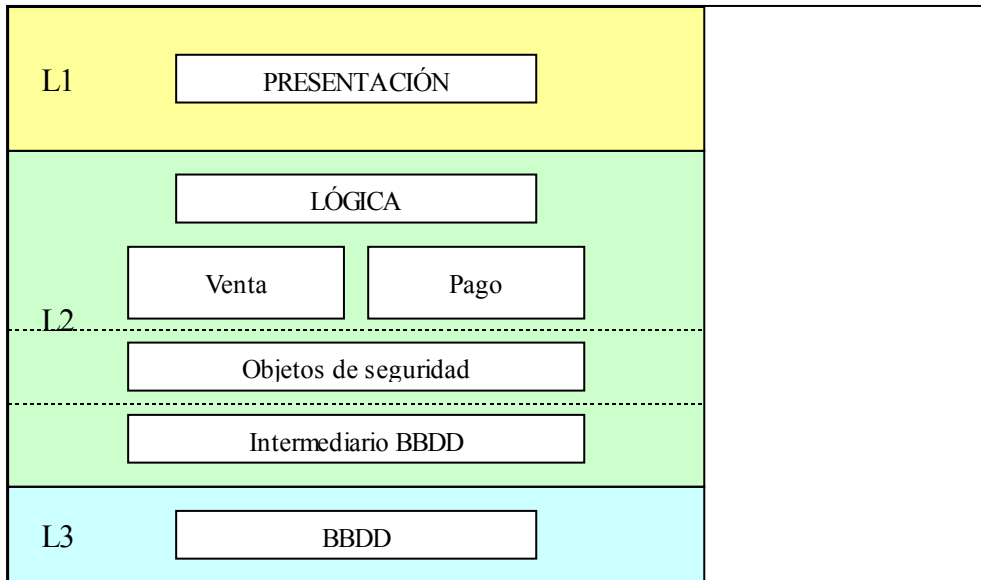 L1
PRESENTACIÓN
LÓGICA
Venta
Pago
L2
Objetos de seguridad
Intermediario BBDD
L3
BBDD